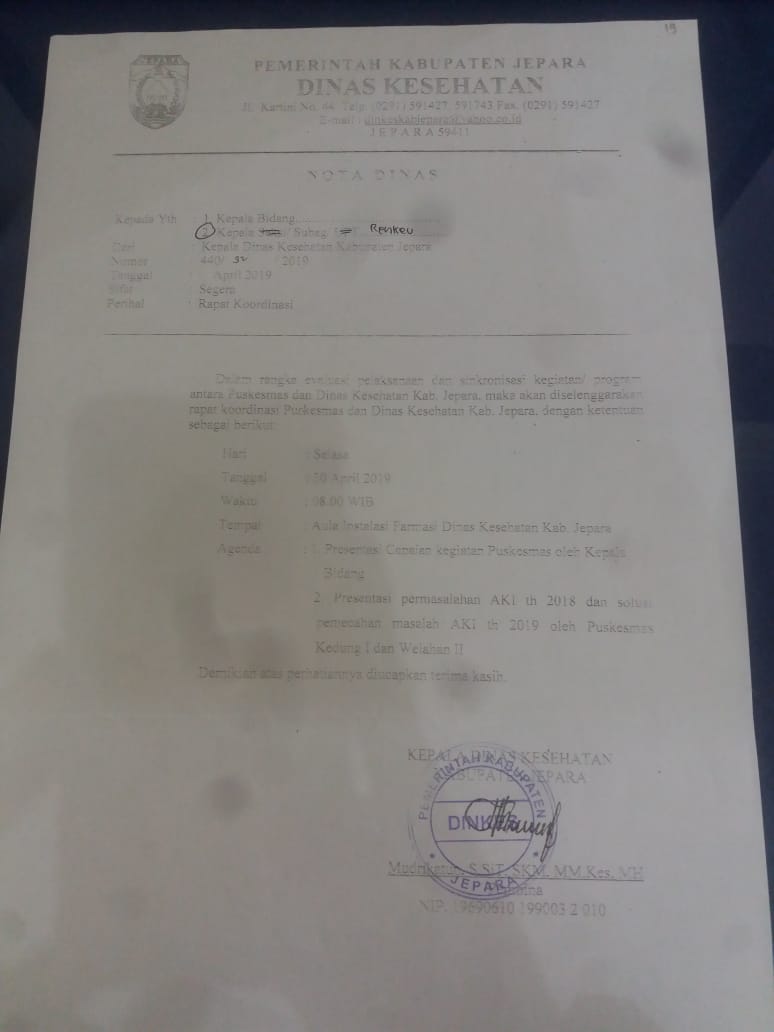 19
PEMERINTAH KABUPATEN JEPARA
DINAS KESEHATAN
Jl. Kartini No. 44 Telp. (0291) 591427, 591743 Fax. (0291) 591427
E-mail : dinkeskabjepara@yahoo.co.id
JEPARA 59411
NOTA DINAS
Kepada Yth : 1. Kepala Bidang
2. Kepala / Subag. Renkeu
Dari : Kepala Dinas Kesehatan Kabupaten Jepara
Nomor : 440/ 92 / 2019
Tanggal : April 2019
Sifat : Segera
Perihal : Rapat Koordinasi
Dalam rangka evaluasi pelaksanaan dan sinkronisasi kegiatan/ program
antara Puskesmas dan Dinas Kesehatan Kab. Jepara, maka akan diselenggarakan
rapat koordinasi Puskesmas dan Dinas Kesehatan Kab. Jepara, dengan ketentuan
sebagai berikut:
Hari : Selasa
Tanggal : 30 April 2019
Waktu : 08.00 WIB
Tempat : Aula Instalasi Farmasi Dinas Kesehatan Kab. Jepara
Agenda : 1. Presentasi Capaian kegiatan Puskesmas oleh Kepala
Bidang
2. Presentasi permasalahan AKI th 2018 dan solusi
pemecahan masalah AKI th 2019 oleh Puskesmas
Kedung I dan Welahan II
Demikian atas perhatiannya diucapkan terima kasih.
KEPALA DINAS KESEHATAN
KABUPATEN JEPARA
PEMERINTAH KABUPATEN
DINKES
JEPARA
Mudrikatun, S.SiT, SKM, MM.Kes, MH
Pembina
NIP. 19690610 199003 2 010